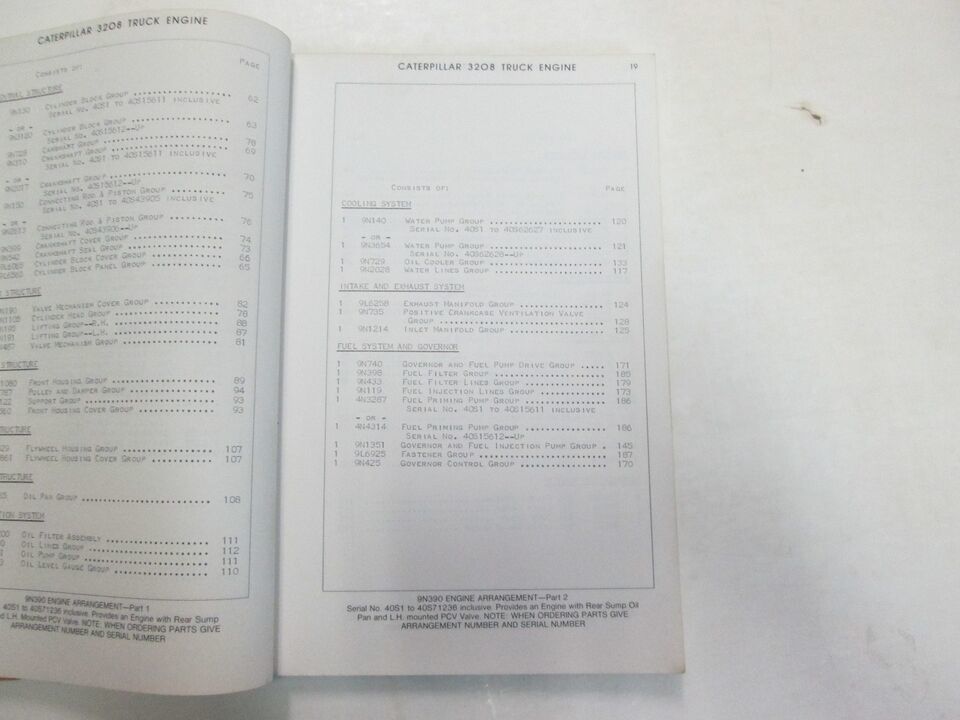 CATERPILLAR 3208 TRUCK ENGINE
CONSISTS OF: PAGE
STRUCTURE
9N330 CYLINDER BLOCK GROUP 62
SERIAL NO. 40S1 TO 40S15611 INCLUSIVE
- OR -
9N3120 CYLINDER BLOCK GROUP 63
SERIAL NO. 40S15612--UP
9N728 CAMSHAFT GROUP 78
9N310 CRANKSHAFT GROUP 69
SERIAL NO. 40S1 TO 40S15611 INCLUSIVE
- OR -
9N2017 CRANKSHAFT GROUP 70
SERIAL NO. 40S15612--UP
9N150 CONNECTING ROD & PISTON GROUP 75
SERIAL NO. 40S1 TO 40S43905 INCLUSIVE
- OR -
CONNECTING ROD & PISTON GROUP 76
SERIAL NO. 40S43906--UP
9N399 CRANKSHAFT COVER GROUP 74
9N542 CRANKSHAFT SEAL GROUP 73
CYLINDER BLOCK COVER GROUP 66
CYLINDER BLOCK PANEL GROUP 65
STRUCTURE
VALVE MECHANISM COVER GROUP 82
CYLINDER HEAD GROUP 78
LIFTING GROUP--R.H. 88
LIFTING GROUP--L.H. 87
VALVE MECHANISM GROUP 81
STRUCTURE
FRONT HOUSING GROUP 89
PULLEY AND DAMPER GROUP 94
SUPPORT GROUP 93
FRONT HOUSING COVER GROUP 93
STRUCTURE
FLYWHEEL HOUSING GROUP 107
FLYWHEEL HOUSING COVER GROUP 107
STRUCTURE
OIL PAN GROUP 108
SYSTEM
OIL FILTER ASSEMBLY 111
OIL LINES GROUP 112
OIL PUMP GROUP 111
OIL LEVEL GAUGE GROUP 110
9N390 ENGINE ARRANGEMENT—Part 1
40S1 to 40S71236 inclusive. Provides an Engine with Rear Sump
and L.H. Mounted PCV Valve. NOTE: WHEN ORDERING PARTS GIVE
ARRANGEMENT NUMBER AND SERIAL NUMBER
CATERPILLAR 3208 TRUCK ENGINE 19
CONSISTS OF: PAGE
COOLING SYSTEM
1 9N140 WATER PUMP GROUP 120
SERIAL NO. 40S1 TO 40S62627 INCLUSIVE
- OR -
1 9N3654 WATER PUMP GROUP 121
SERIAL NO. 40S62628--UP
1 9N729 OIL COOLER GROUP 133
1 9N2028 WATER LINES GROUP 117
INTAKE AND EXHAUST SYSTEM
1 9L6258 EXHAUST MANIFOLD GROUP 124
1 9N735 POSITIVE CRANKCASE VENTILATION VALVE
GROUP 128
1 9N1214 INLET MANIFOLD GROUP 125
FUEL SYSTEM AND GOVERNOR
1 9N740 GOVERNOR AND FUEL PUMP DRIVE GROUP 171
1 9N398 FUEL FILTER GROUP 185
1 9N433 FUEL FILTER LINES GROUP 179
1 9N119 FUEL INJECTION LINES GROUP 173
1 4N3287 FUEL PRIMING PUMP GROUP 186
SERIAL NO. 40S1 TO 40S15611 INCLUSIVE
- OR -
1 4N4314 FUEL PRIMING PUMP GROUP 186
SERIAL NO. 40S15612--UP
1 9N1351 GOVERNOR AND FUEL INJECTION PUMP GROUP . 145
1 9L6925 FASTENER GROUP 187
1 9N425 GOVERNOR CONTROL GROUP 170
9N390 ENGINE ARRANGEMENT—Part 2
Serial No. 40S1 to 40S71236 inclusive. Provides an Engine with Rear Sump Oil
Pan and L.H. mounted PCV Valve. NOTE: WHEN ORDERING PARTS GIVE
ARRANGEMENT NUMBER AND SERIAL NUMBER